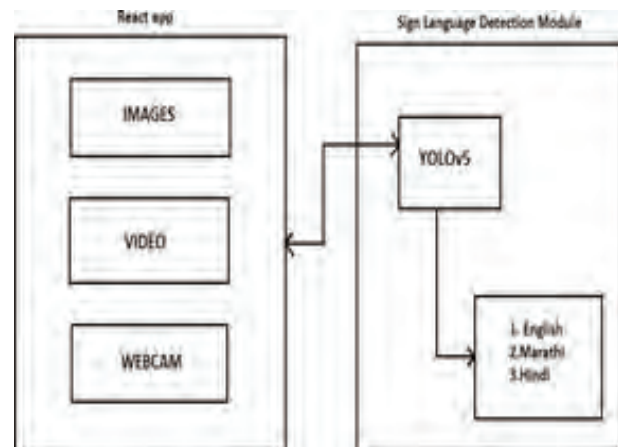 React app
Sign Language Detection Module
IMAGES
VIDEO
WEBCAM
YOLOv5
1. English
2.Marathi
3.Hindi